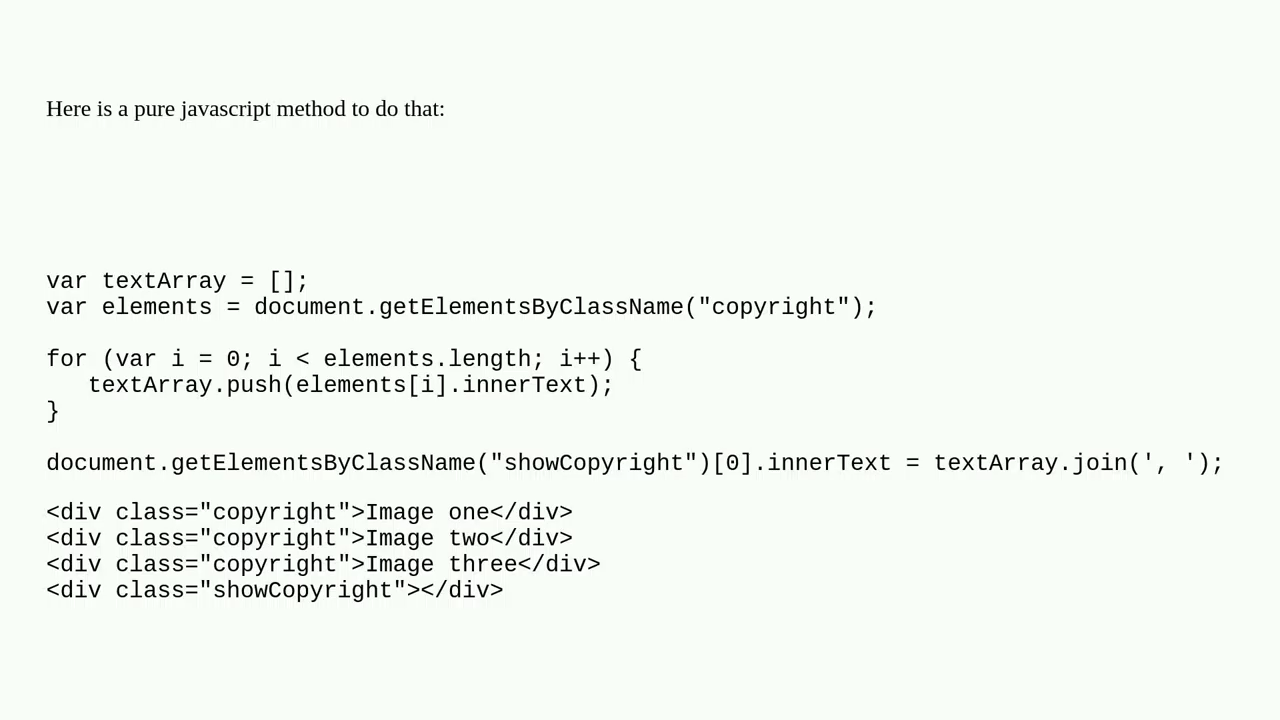 Here is a pure javascript method to do that:
var textArray = [];
var elements = document.getElementsByClassName("copyright");
for (var i = 0; i < elements.length; i++) {
   textArray.push(elements[i].innerText);
}
document.getElementsByClassName("showCopyright")[0].innerText = textArray.join(', ');
<div class="copyright">Image one</div>
<div class="copyright">Image two</div>
<div class="copyright">Image three</div>
<div class="showCopyright"></div>